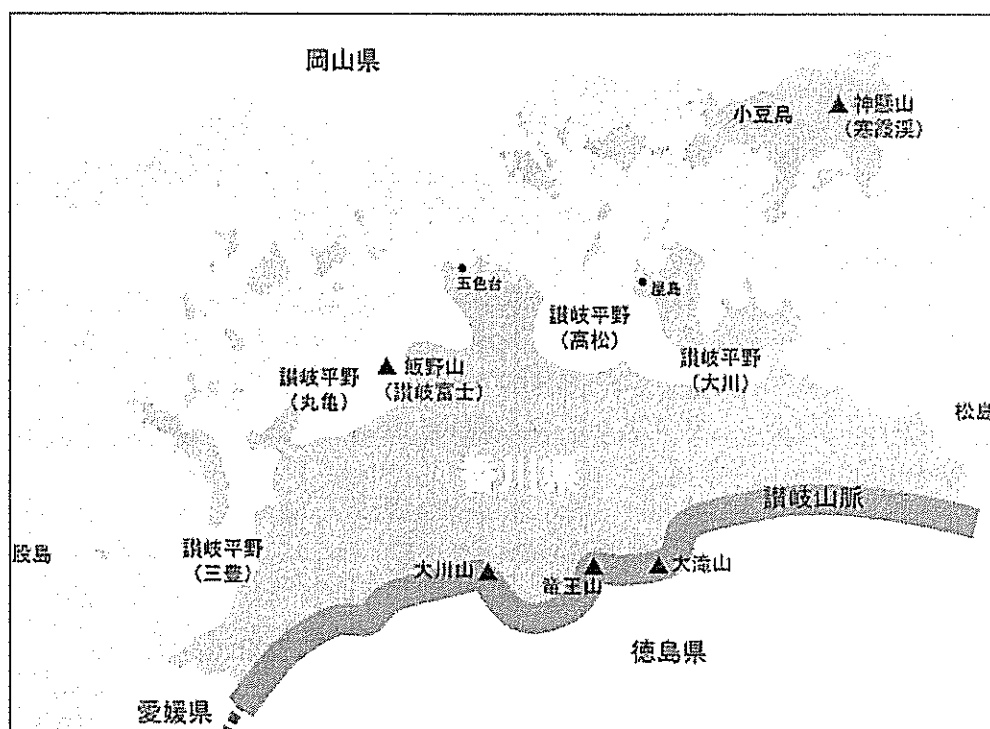 岡山県
小豆島
神懸山
(寒霞渓)
五色台
屋島
讃岐平野
(高松)
讃岐平野
(大川)
飯野山
(讃岐富士)
讃岐平野
(丸亀)
松島
香川県
讃岐山脈
股島
讃岐平野
(三豊)
大川山
竜王山
大滝山
徳島県
愛媛県